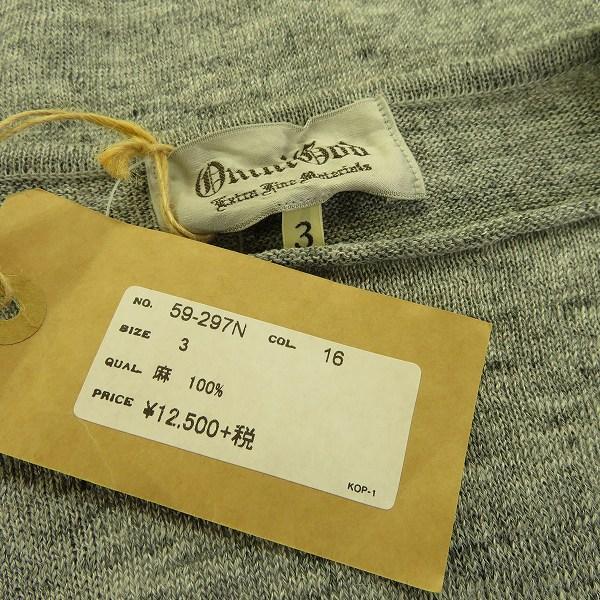 OmniGod
Extra Fine Materials
3
NO. 59-297N COL. 16
SIZE 3
QUAL. 麻 100%
PRICE ¥12,500+税
KOP-1